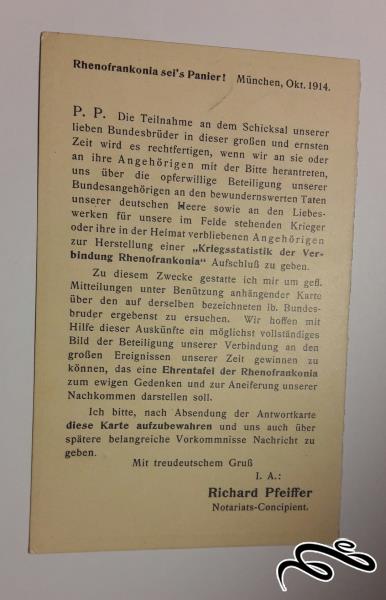 Rhenofrankonia sei's Panier! München, Okt. 1914.
P. P. Die Teilnahme an dem Schicksal unserer
lieben Bundesbrüder in dieser großen und ernsten
Zeit wird es rechtfertigen, wenn wir an sie oder
an ihre Angehörigen mit der Bitte herantreten,
uns über die opferwillige Beteiligung unserer
Bundesangehörigen an den bewundernswerten Taten
unserer deutschen Heere sowie an den Liebes-
werken für unsere im Felde stehenden Krieger
oder ihre in der Heimat verbliebenen Angehörigen
zur Herstellung einer „Kriegsstatistik der Ver-
bindung Rhenofrankonia“ Aufschluß zu geben.
Zu diesem Zwecke gestatte ich mir um gefl.
Mitteilungen unter Benützung anhängender Karte
über den auf derselben bezeichneten lb. Bundes-
bruder ergebenst zu ersuchen. Wir hoffen mit
Hilfe dieser Auskünfte ein möglichst vollständiges
Bild der Beteiligung unserer Verbindung an den
großen Ereignissen unserer Zeit gewinnen zu
können, das eine Ehrentafel der Rhenofrankonia
zum ewigen Gedenken und zur Aneiferung unserer
Nachkommen darstellen soll.
Ich bitte, nach Absendung der Antwortkarte
diese Karte aufzubewahren und uns auch über
spätere belangreiche Vorkommnisse Nachricht zu
geben.
Mit treudeutschem Gruß
I. A.:
Richard Pfeiffer
Notariats-Concipient.